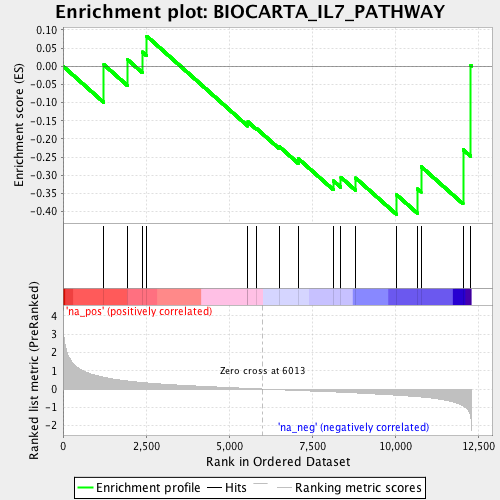 Enrichment plot: BIOCARTA_IL7_PATHWAY
Enrichment score (ES)
0.10
0.05
0.00
-0.05
-0.10
-0.15
-0.20
-0.25
-0.30
-0.35
-0.40
'na_pos' (positively correlated)
Ranked list metric (PreRanked)
4
3
2
1
0
-1
-2
Zero cross at 6013
'na_neg' (negatively correlated)
0
2,500
5,000
7,500
10,000
12,500
Rank in Ordered Dataset
Enrichment profile
Hits
Ranking metric scores